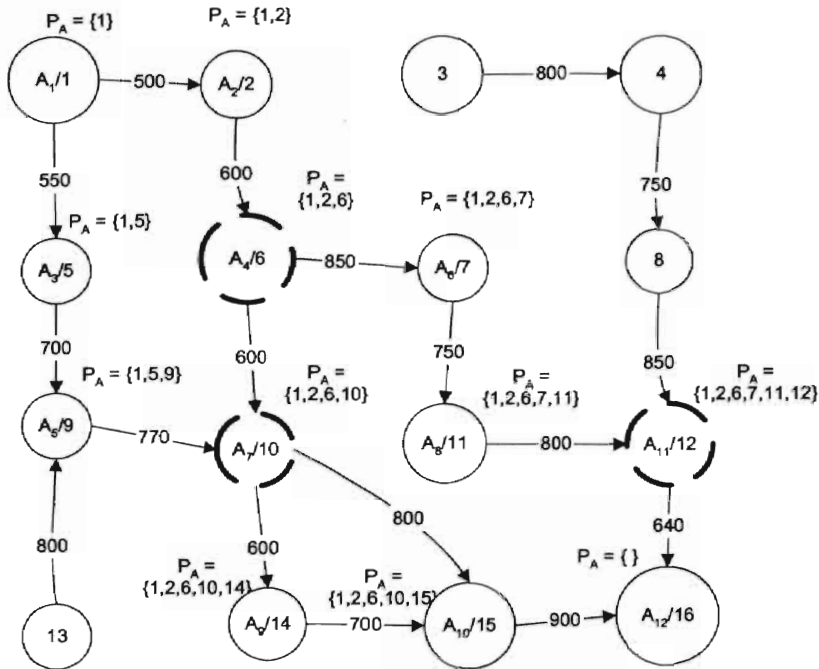 P_A = {1}
P_A = {1,2}
A_1/1
500
A_2/2
3
800
4
550
600
750
P_A =
{1,2,6}
P_A = {1,2,6,7}
P_A = {1,5}
A_3/5
A_4/6
850
A_6/7
8
700
600
750
850
P_A = {1,5,9}
P_A =
{1,2,6,10}
P_A =
{1,2,6,7,11}
P_A =
{1,2,6,7,11,12}
A_5/9
770
A_7/10
A_8/11
800
A_11/12
800
600
800
640
P_A =
{1,2,6,10,14}
P_A =
{1,2,6,10,15}
P_A = { }
13
A_9/14
700
A_10/15
900
A_12/16